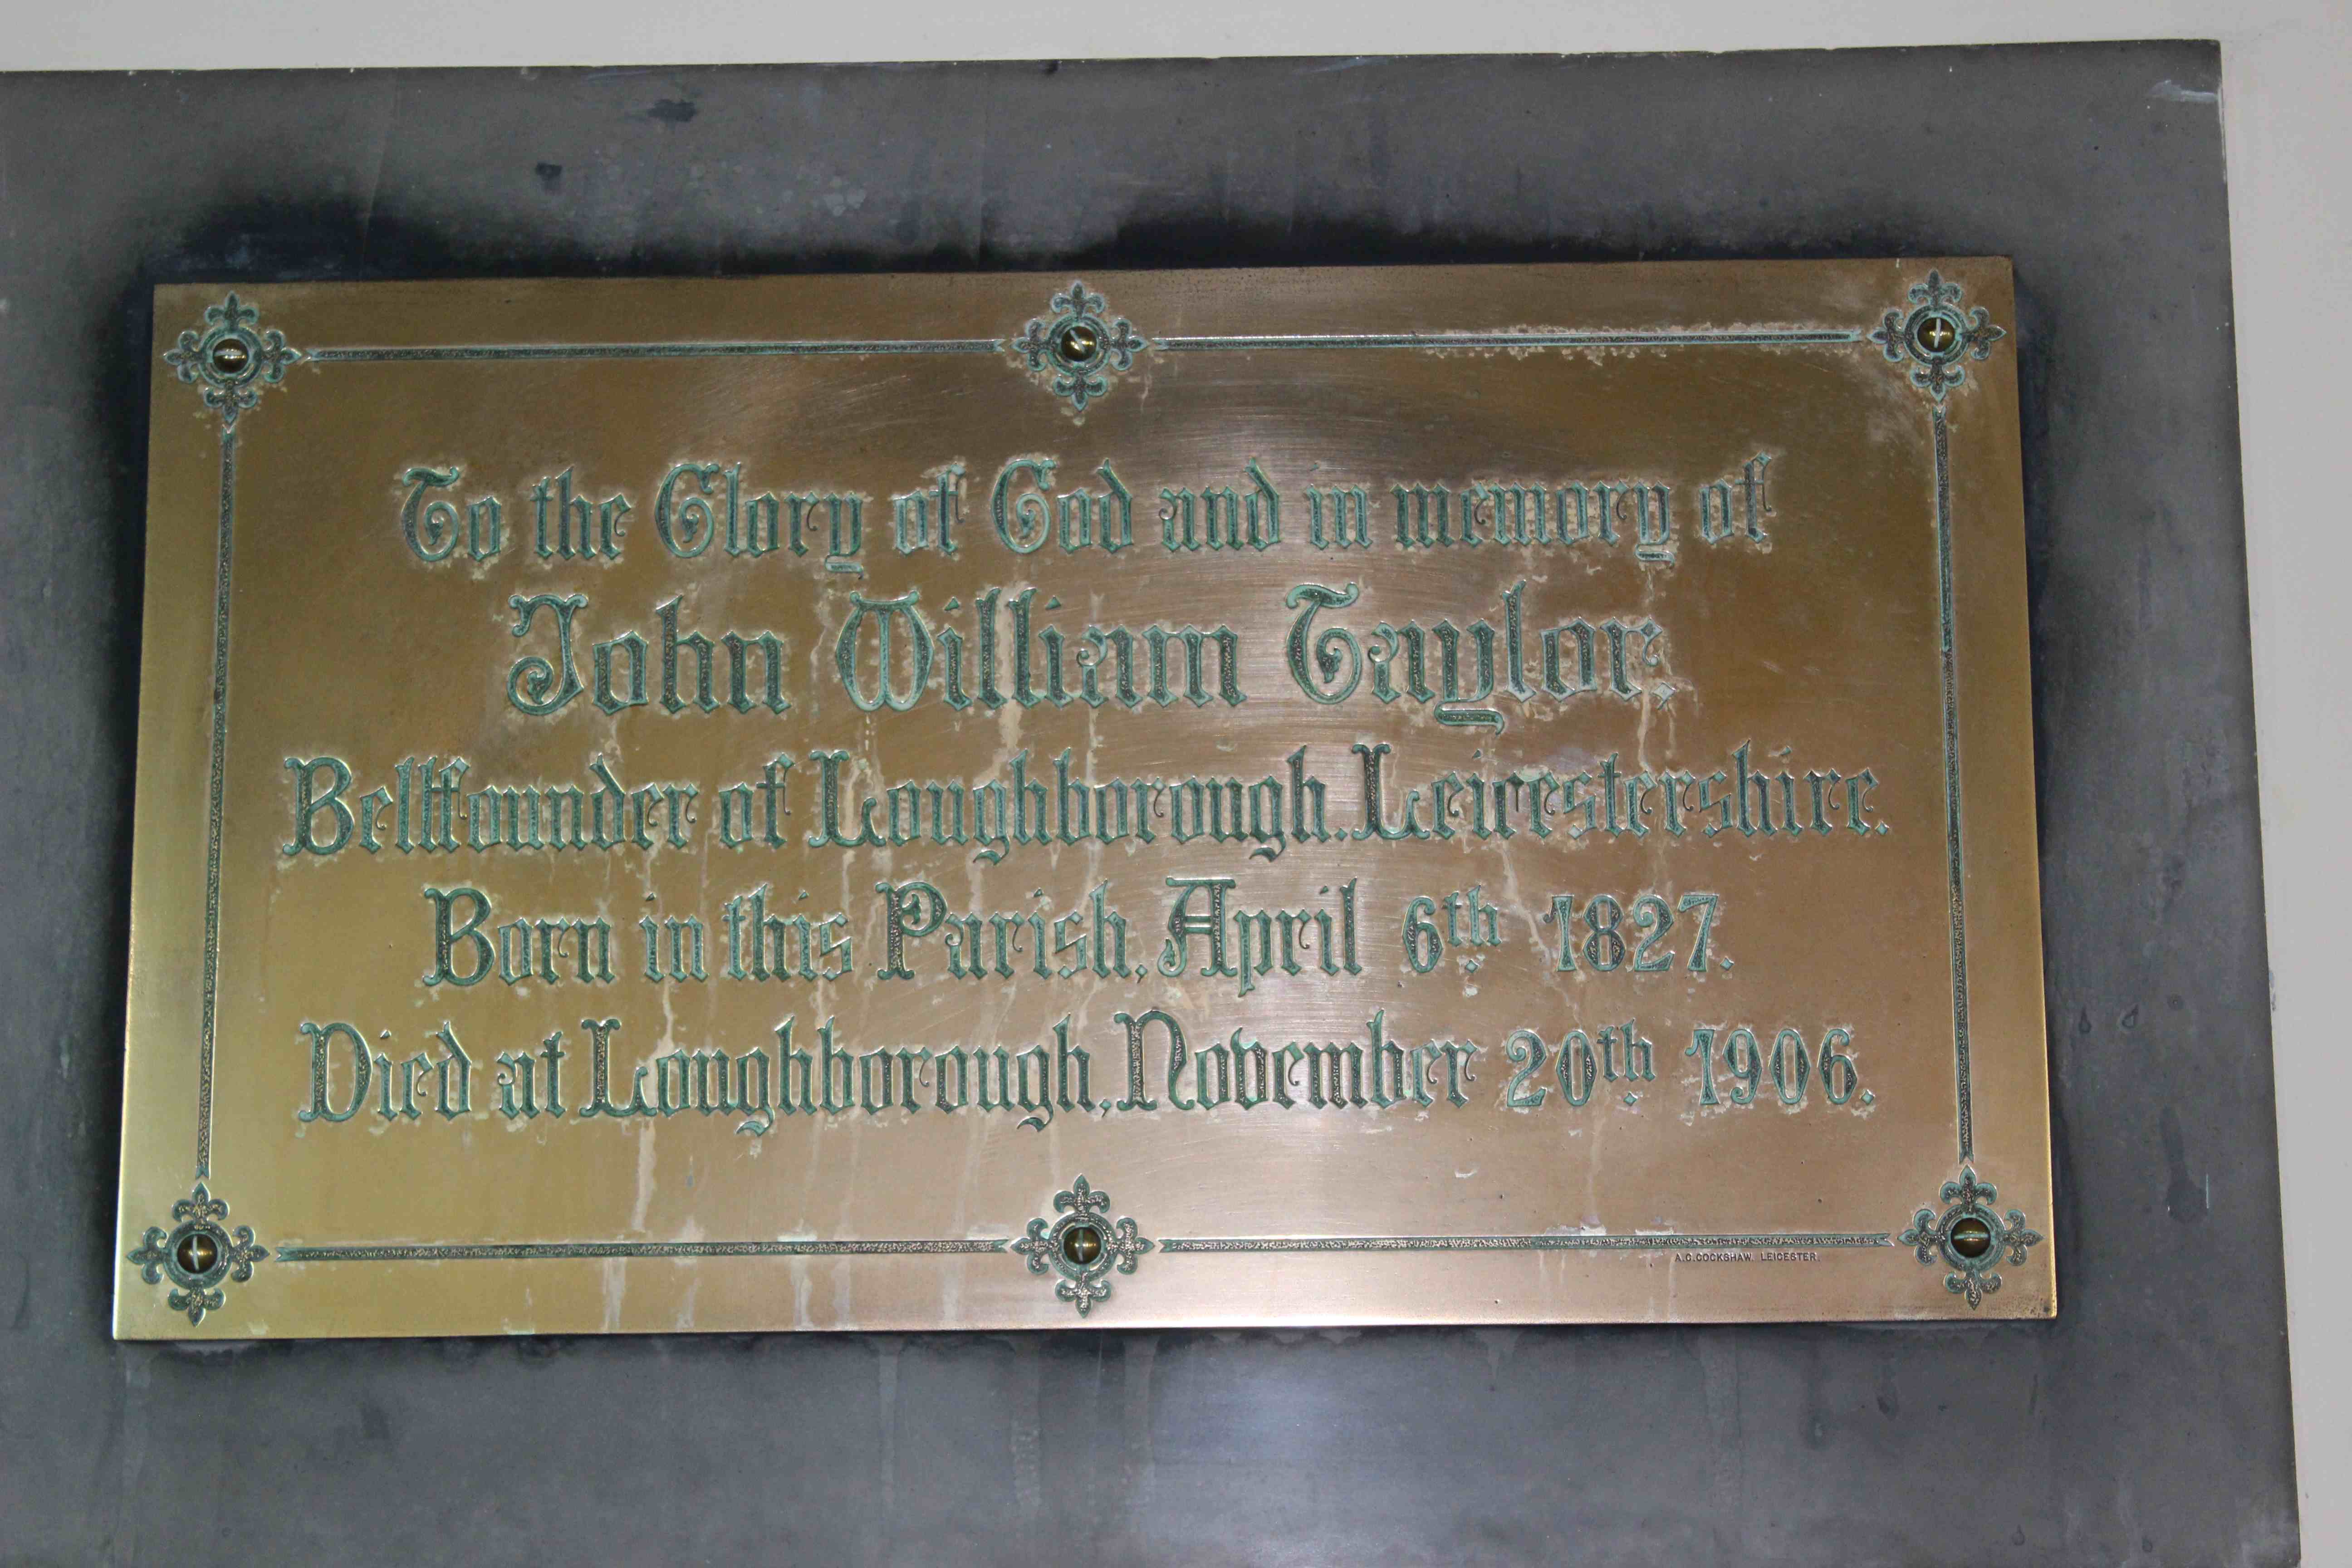 To the Glory of God and in memory of
John William Taylor,
Bellfounder of Loughborough. Leicestershire.
Born in this Parish, April 6th. 1827.
Died at Loughborough, November 20th. 1906.
A.C.COCKSHAW. LEICESTER.